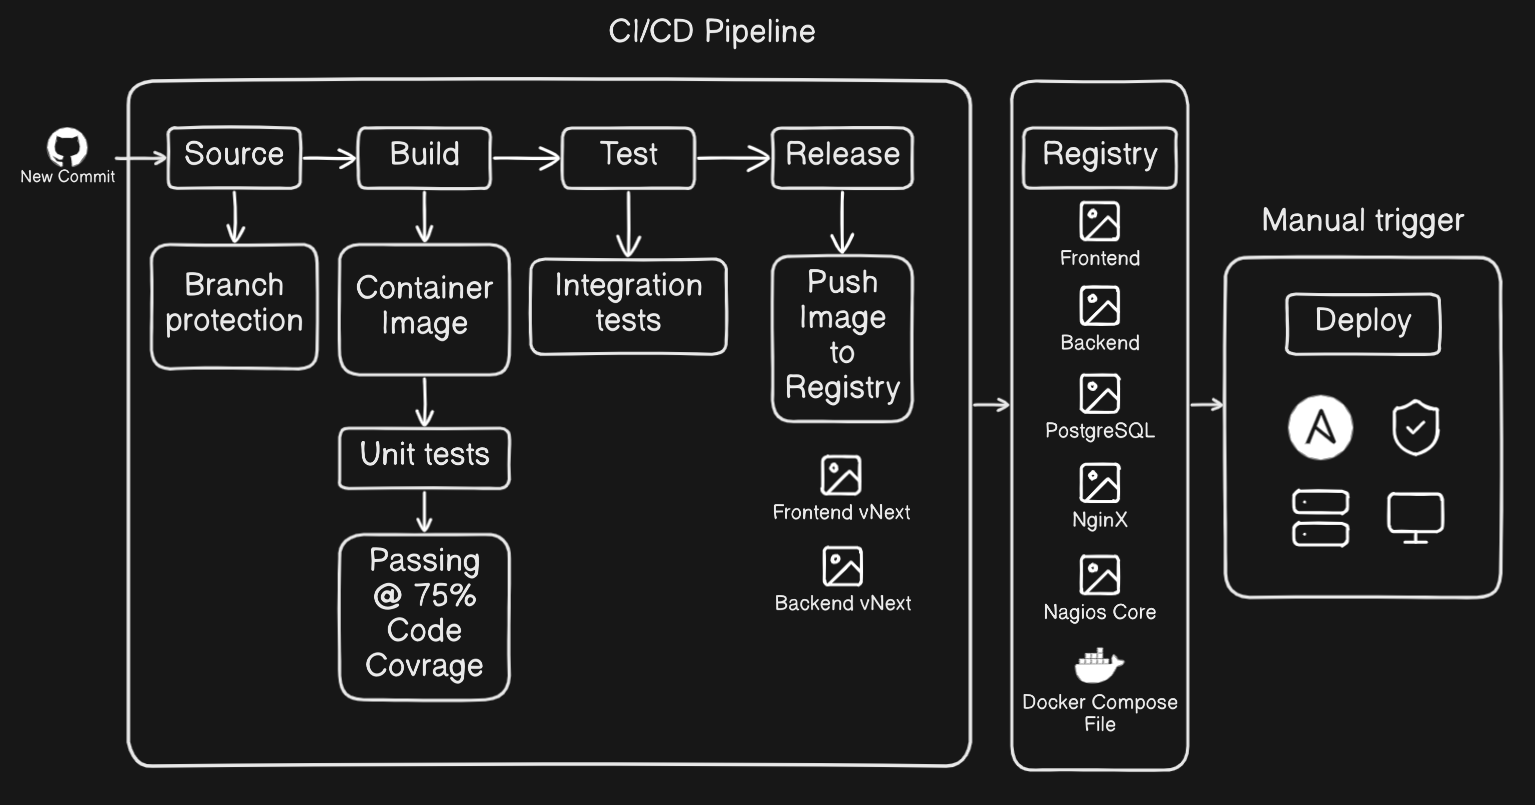 CI/CD Pipeline
New Commit
Source
Build
Test
Release
Branch
protection
Container
Image
Unit tests
Passing
@ 75%
Code
Covrage
Integration
tests
Push
Image
to
Registry
Frontend vNext
Backend vNext
Registry
Frontend
Backend
PostgreSQL
NginX
Nagios Core
Docker Compose
File
Manual trigger
Deploy